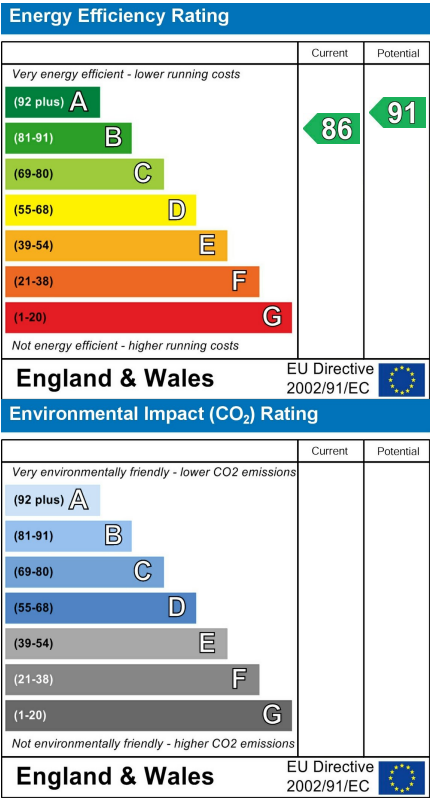 Energy Efficiency Rating
Current Potential
Very energy efficient - lower running costs
(92 plus) A
(81-91) B
(69-80) C
(55-68) D
(39-54) E
(21-38) F
(1-20) G
86
91
Not energy efficient - higher running costs
England & Wales
EU Directive
2002/91/EC
Environmental Impact (CO₂) Rating
Current Potential
Very environmentally friendly - lower CO2 emissions
(92 plus) A
(81-91) B
(69-80) C
(55-68) D
(39-54) E
(21-38) F
(1-20) G
Not environmentally friendly - higher CO2 emissions
England & Wales
EU Directive
2002/91/EC